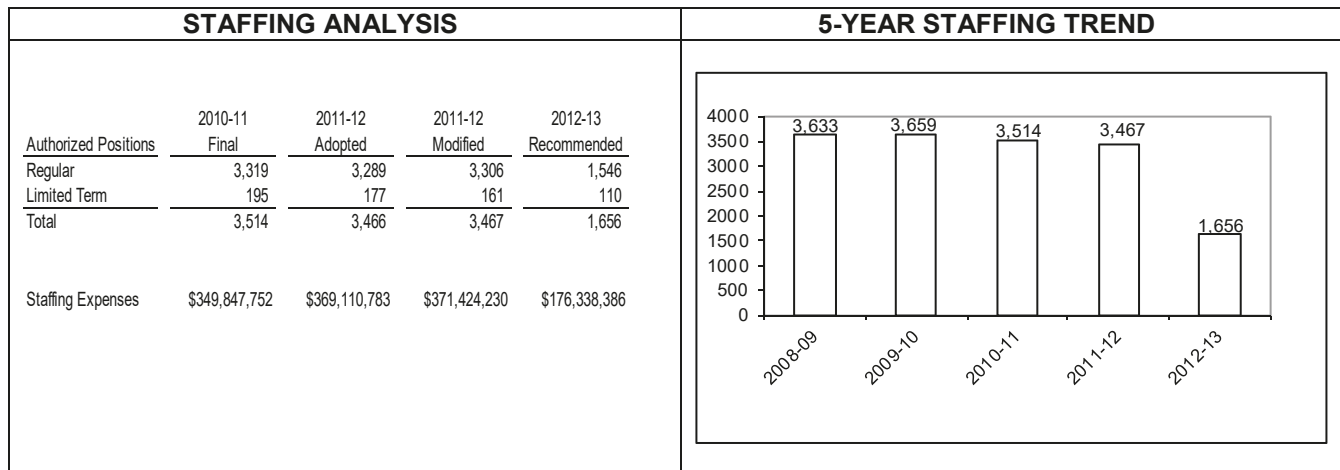 STAFFING ANALYSIS
2010-11 2011-12 2011-12 2012-13
Authorized Positions Final Adopted Modified Recommended
Regular 3,319 3,289 3,306 1,546
Limited Term 195 177 161 110
Total 3,514 3,466 3,467 1,656
Staffing Expenses $349,847,752 $369,110,783 $371,424,230 $176,338,386
5-YEAR STAFFING TREND
4000
3500
3000
2500
2000
1500
1000
500
0
3,633 3,659 3,514 3,467 1,656
2008-09 2009-10 2010-11 2011-12 2012-13